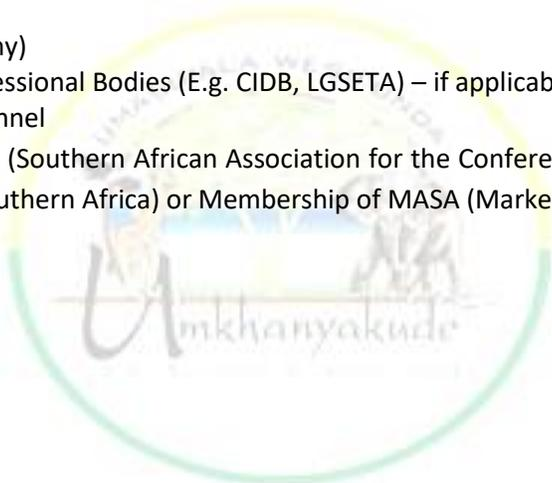 ny)
essional Bodies (E.g. CIDB, LGSETA) – if applicab
nnel
(Southern African Association for the Confere
uthern Africa) or Membership of MASA (Marke
Umkhanyakude